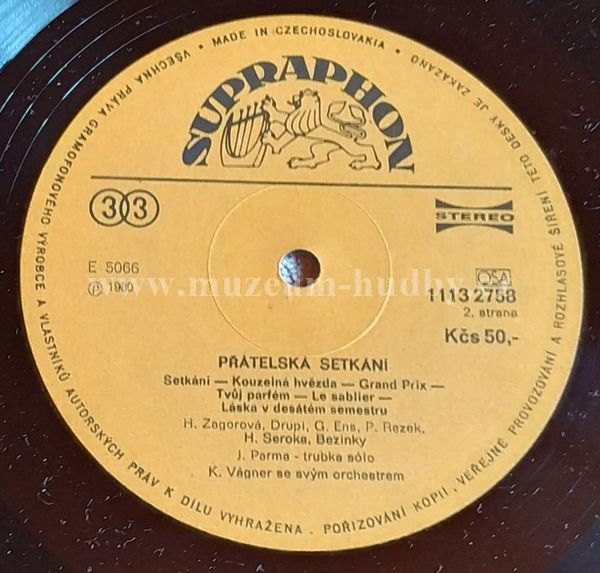 VŠECHNA PRÁVA GRAMOFONOVÉHO VÝROBCE A VLASTNÍKŮ AUTORSKÝCH PRÁV K DÍLU VYHRAŽENA. POŘIZOVÁNÍ KOPIÍ, VEŘEJNÉ PROVOZOVÁNÍ A ROZHLASOVÉ ŠÍŘENÍ TÉTO DESKY JE ZAKÁZÁNO • MADE IN CZECHOSLOVAKIA •
SUPRAPHON
33
STEREO
E 5066
Ⓟ 1980
OSA
1113 2758
2. strana
Kčs 50,-
www.muzeum-hudby.
PŘÁTELSKÁ SETKÁNÍ
Setkání — Kouzelná hvězda — Grand Prix —
Tvůj parfém — Le sablier —
Láska v desátém semestru
H. Zagorová, Drupi, G. Ens, P. Rezek,
H. Seroka, Bezinky
J. Parma - trubka sólo
K. Vágner se svým orchestrem